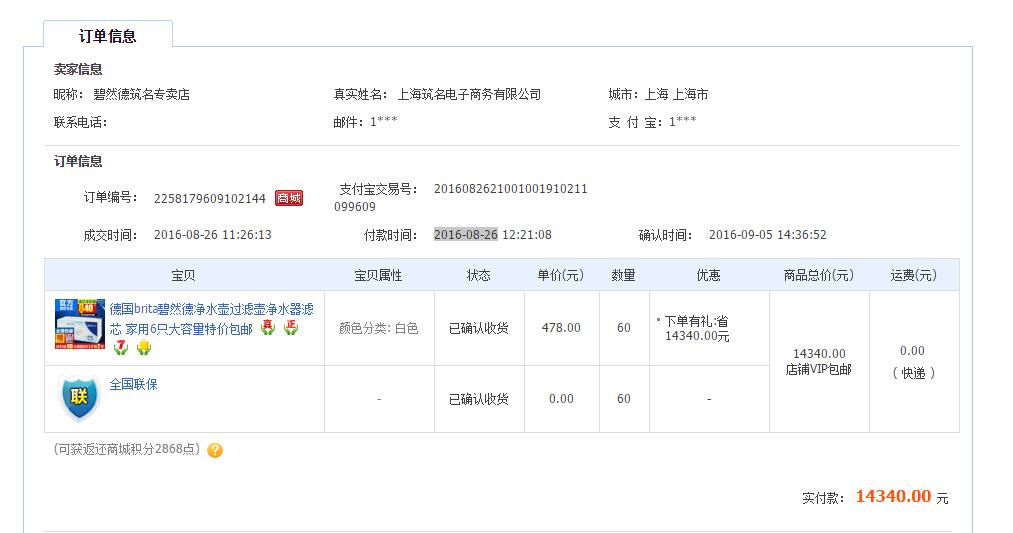 订单信息
卖家信息
昵称： 碧然德筑名专卖店 真实姓名： 上海筑名电子商务有限公司 城市：上海 上海市
联系电话： 邮件：1*** 支 付 宝：1***
订单信息
订单编号： 2258179609102144 商城 支付宝交易号： 2016082621001001910211
099609
成交时间： 2016-08-26 11:26:13 付款时间： 2016-08-26 12:21:08 确认时间： 2016-09-05 14:36:52
宝贝 宝贝属性 状态 单价(元) 数量 优惠 商品总价(元) 运费(元)
德国brita碧然德净水壶过滤壶净水器滤
芯 家用6只大容量特价包邮 真 正
7
颜色分类: 白色 已确认收货 478.00 60 下单有礼:省
14340.00元
14340.00
店铺VIP包邮
0.00
( 快递 )
联 全国联保 - 已确认收货 0.00 60 -
(可获返还商城积分2868点) ?
实付款： 14340.00 元